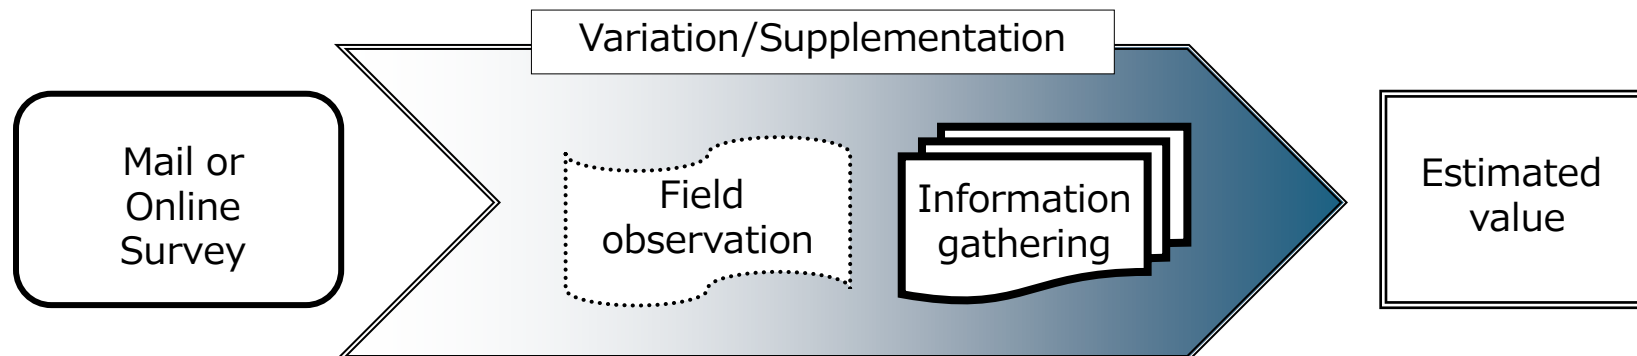 Variation/Supplementation
Mail or
Online
Survey
Field
observation
Information
gathering
Estimated
value